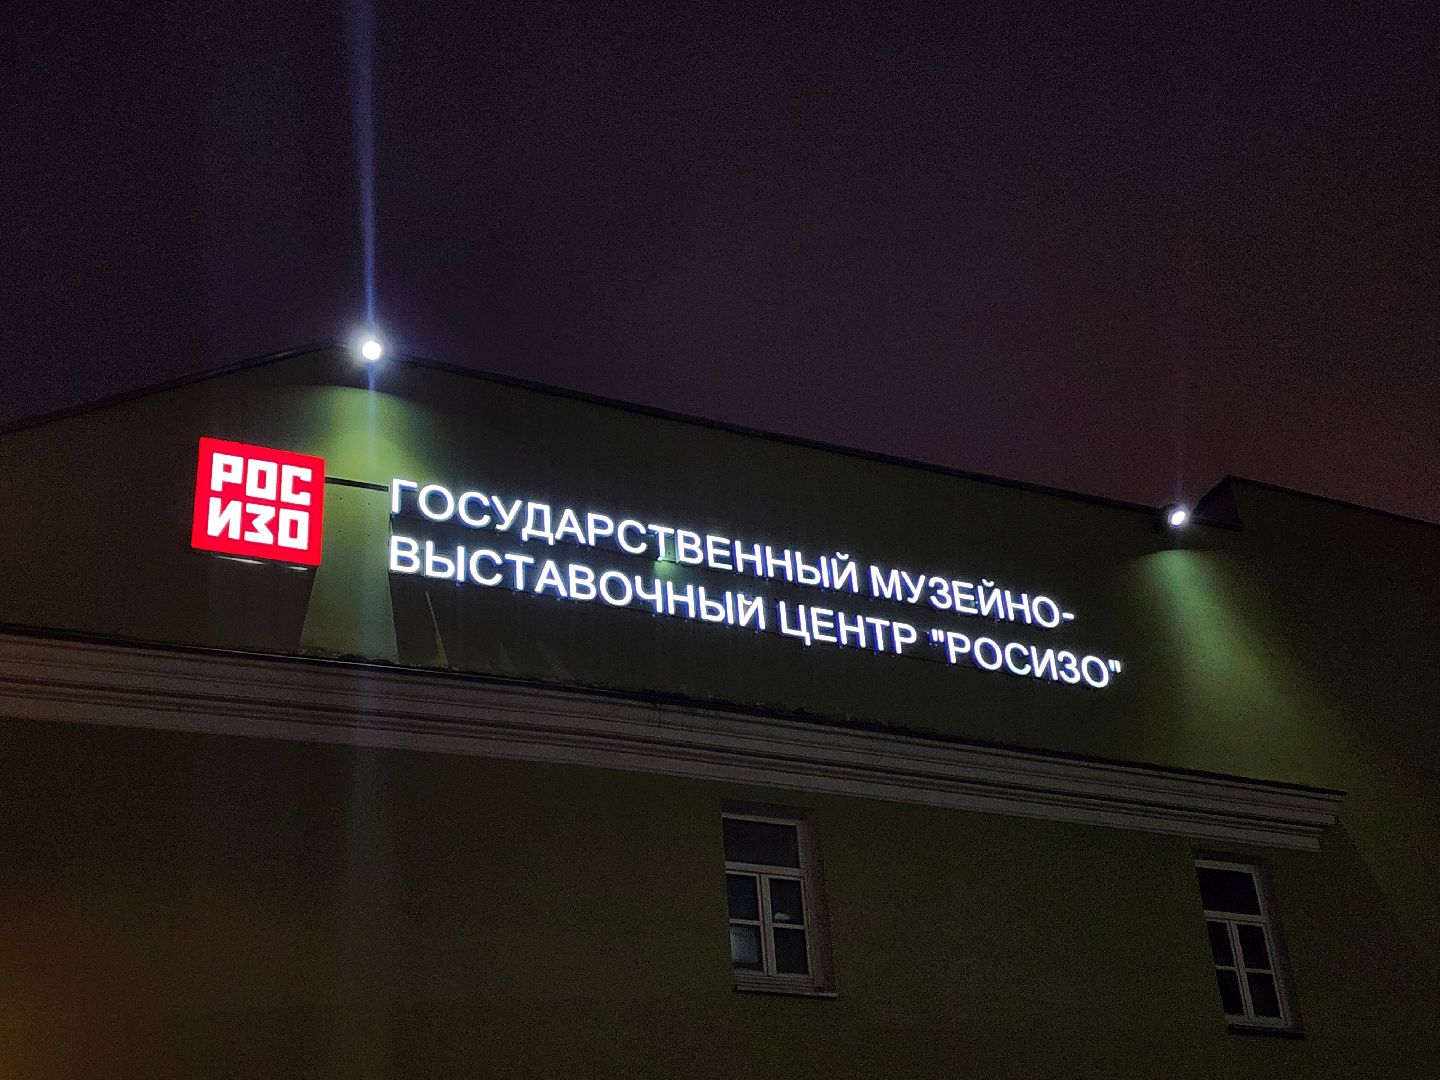 РОС
ИЗО
ГОСУДАРСТВЕННЫЙ МУЗЕЙНО-
ВЫСТАВОЧНЫЙ ЦЕНТР "РОСИЗО"